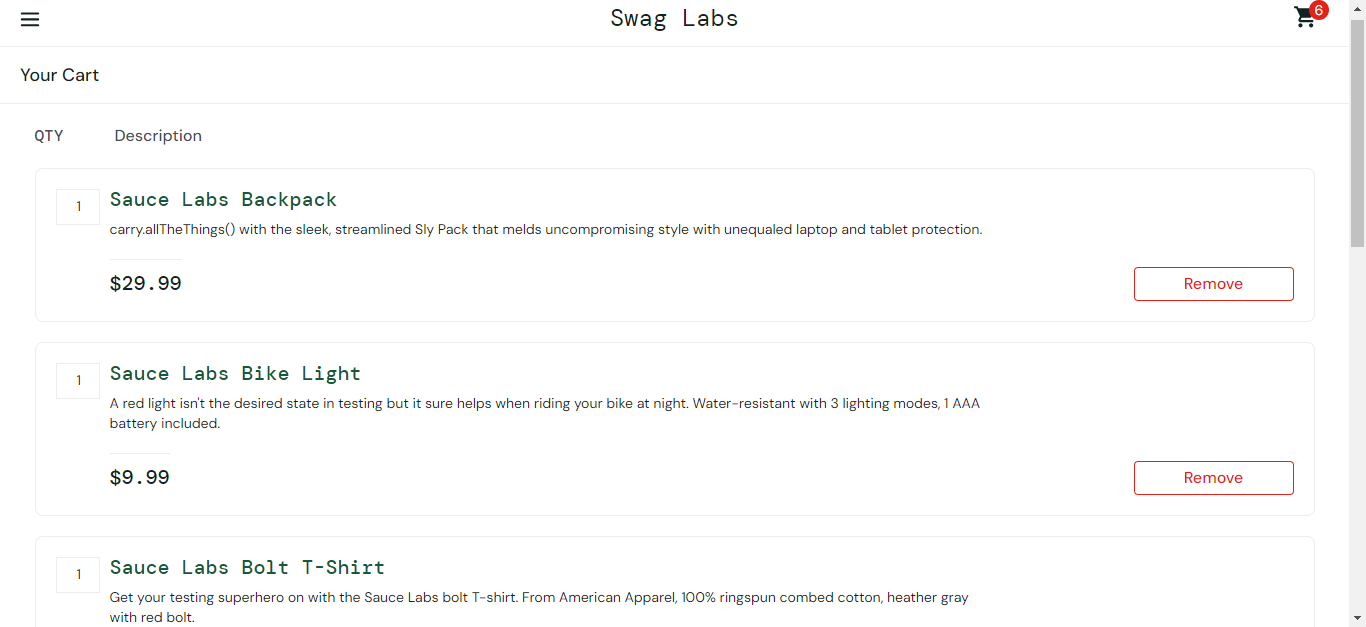 Swag Labs
6
Your Cart
QTY Description
1
Sauce Labs Backpack
carry.allTheThings() with the sleek, streamlined Sly Pack that melds uncompromising style with unequaled laptop and tablet protection.
$29.99
Remove
1
Sauce Labs Bike Light
A red light isn't the desired state in testing but it sure helps when riding your bike at night. Water-resistant with 3 lighting modes, 1 AAA
battery included.
$9.99
Remove
1
Sauce Labs Bolt T-Shirt
Get your testing superhero on with the Sauce Labs bolt T-shirt. From American Apparel, 100% ringspun combed cotton, heather gray
with red bolt.